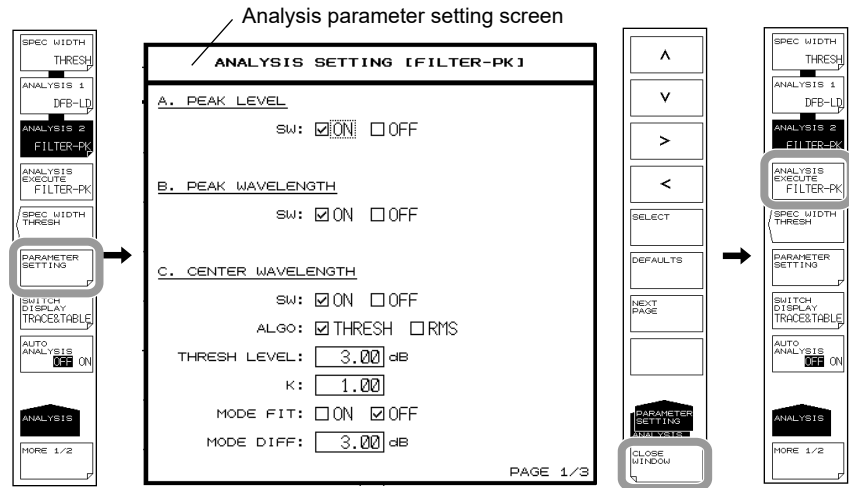 Analysis parameter setting screen
SPEC WIDTH
THRESH
ANALYSIS 1
DFB-LD
ANALYSIS 2
FILTER-PK
ANALYSIS
EXECUTE
FILTER-PK
SPEC WIDTH
THRESH
PARAMETER
SETTING
SWITCH
DISPLAY
TRACE&TABLE
AUTO
ANALYSIS
OFF ON
ANALYSIS
MORE 1/2
ANALYSIS SETTING [FILTER-PK]
A. PEAK LEVEL
SW: ☑ON ☐OFF
B. PEAK WAVELENGTH
SW: ☑ON ☐OFF
C. CENTER WAVELENGTH
SW: ☑ON ☐OFF
ALGO: ☑THRESH ☐RMS
THRESH LEVEL: 3.00 dB
K: 1.00
MODE FIT: ☐ON ☑OFF
MODE DIFF: 3.00 dB
PAGE 1/3
SELECT
DEFAULTS
NEXT
PAGE
PARAMETER
SETTING
ANALYSIS
CLOSE
WINDOW
SPEC WIDTH
THRESH
ANALYSIS 1
DFB-LD
ANALYSIS 2
FILTER-PK
ANALYSIS
EXECUTE
FILTER-PK
SPEC WIDTH
THRESH
PARAMETER
SETTING
SWITCH
DISPLAY
TRACE&TABLE
AUTO
ANALYSIS
OFF ON
ANALYSIS
MORE 1/2